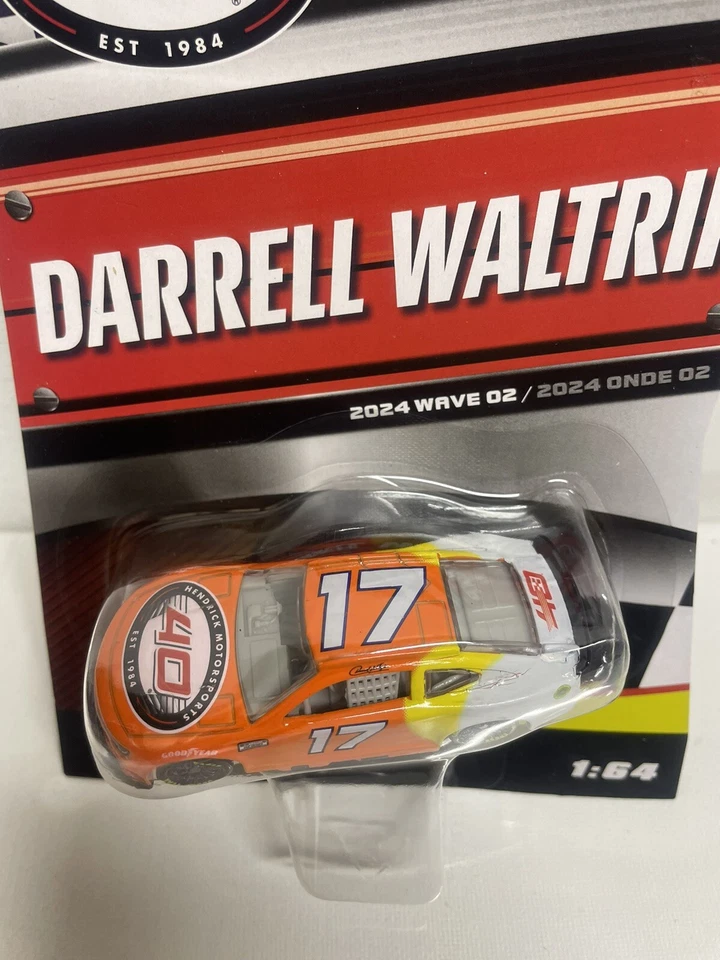 ®
EST 1984
DARRELL WALTRI
2024 WAVE 02 / 2024 ONDE 02
17
HENDRICK MOTORSPORTS
40
EST. 1984
17
GOODYEAR
1:64